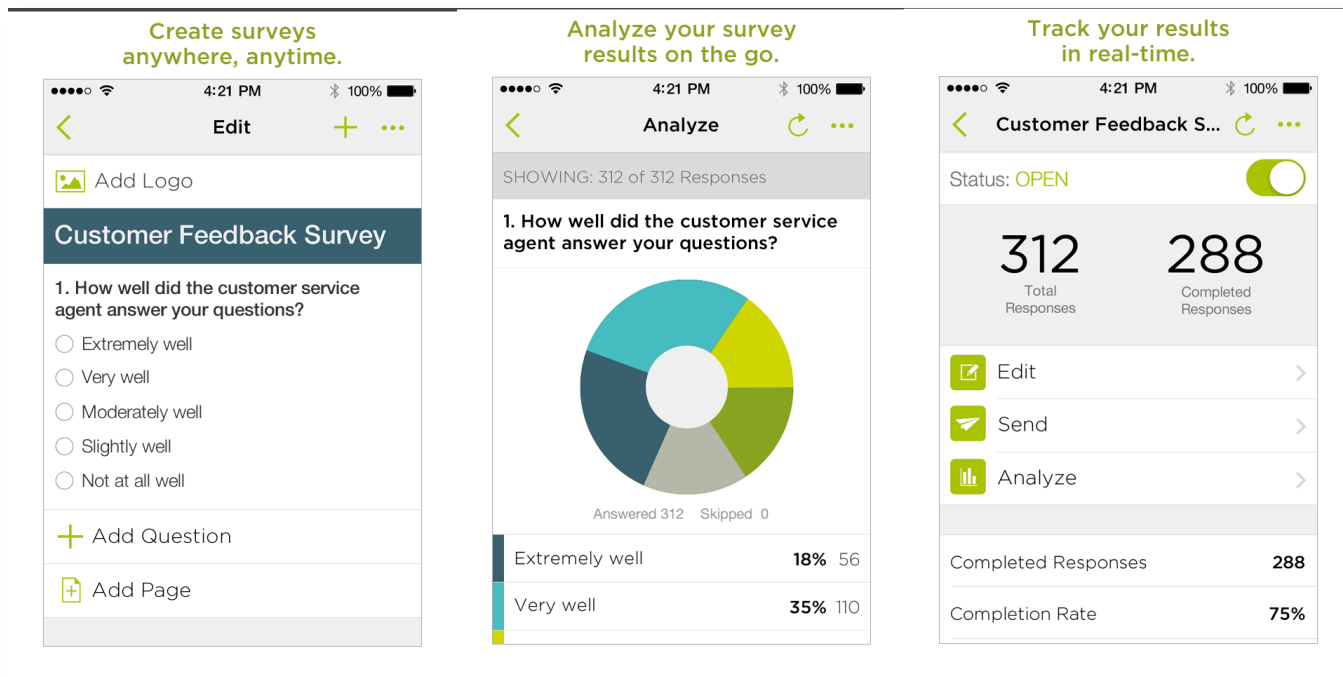 Create surveys
anywhere, anytime.
4:21 PM
100%
Edit
Add Logo
Customer Feedback Survey
1. How well did the customer service
agent answer your questions?
Extremely well
Very well
Moderately well
Slightly well
Not at all well
Add Question
Add Page
Analyze your survey
results on the go.
4:21 PM
100%
Analyze
SHOWING: 312 of 312 Responses
1. How well did the customer service
agent answer your questions?
Answered 312 Skipped 0
Extremely well 18% 56
Very well 35% 110
Track your results
in real-time.
4:21 PM
100%
Customer Feedback S...
Status: OPEN
312
Total
Responses
288
Completed
Responses
Edit
Send
Analyze
Completed Responses 288
Completion Rate 75%